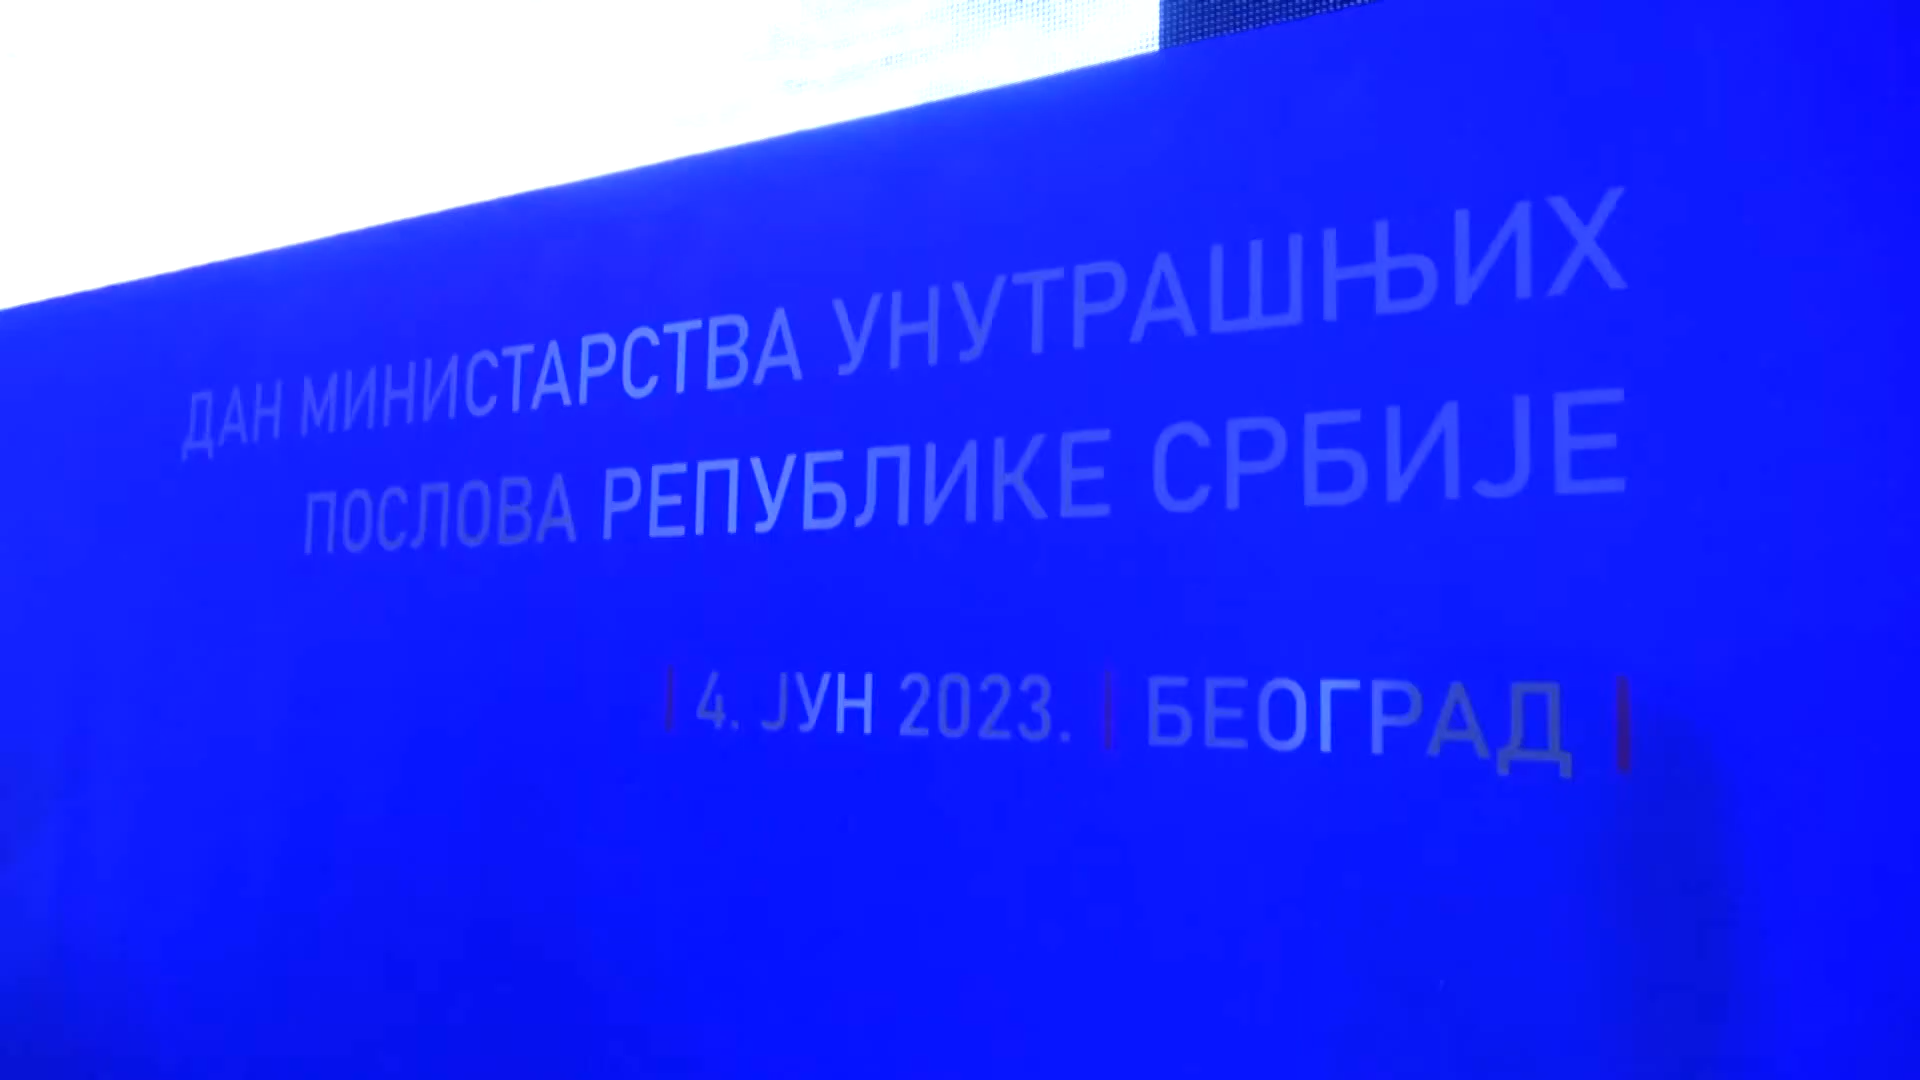 ДАН МИНИСТАРСТВА УНУТРАШЊИХ
ПОСЛОВА РЕПУБЛИКЕ СРБИЈЕ
| 4. ЈУН 2023. | БЕОГРАД |